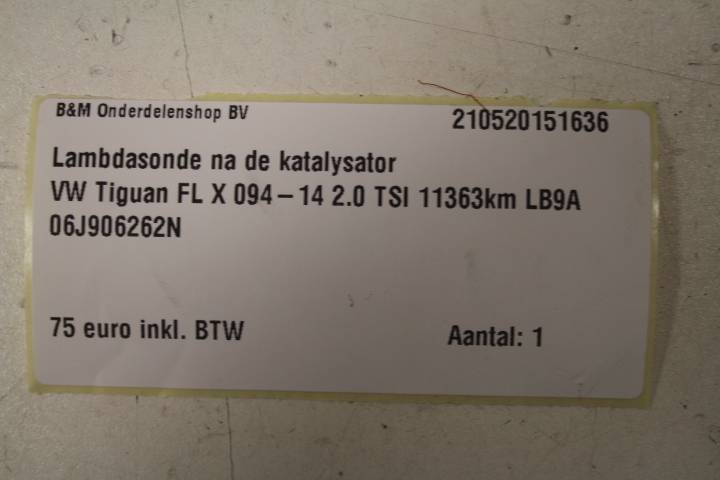 B&M Onderdelenshop BV 210520151636
Lambdasonde na de katalysator
VW Tiguan FL X 094-14 2.0 TSI 11363km LB9A
06J906262N
75 euro inkl. BTW Aantal: 1